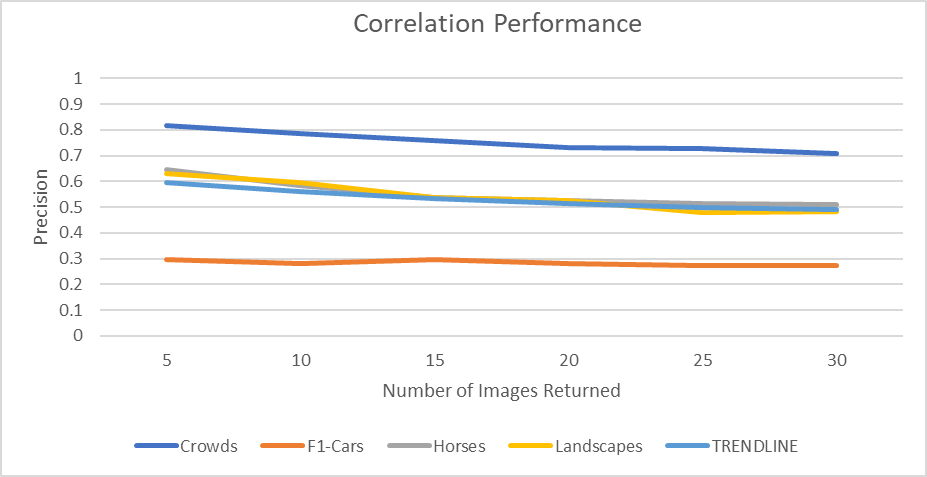 Correlation Performance
1
0.9
0.8
0.7
0.6
0.5
0.4
0.3
0.2
0.1
0
Precision
5 10 15 20 25 30
Number of Images Returned
Crowds F1-Cars Horses Landscapes TRENDLINE